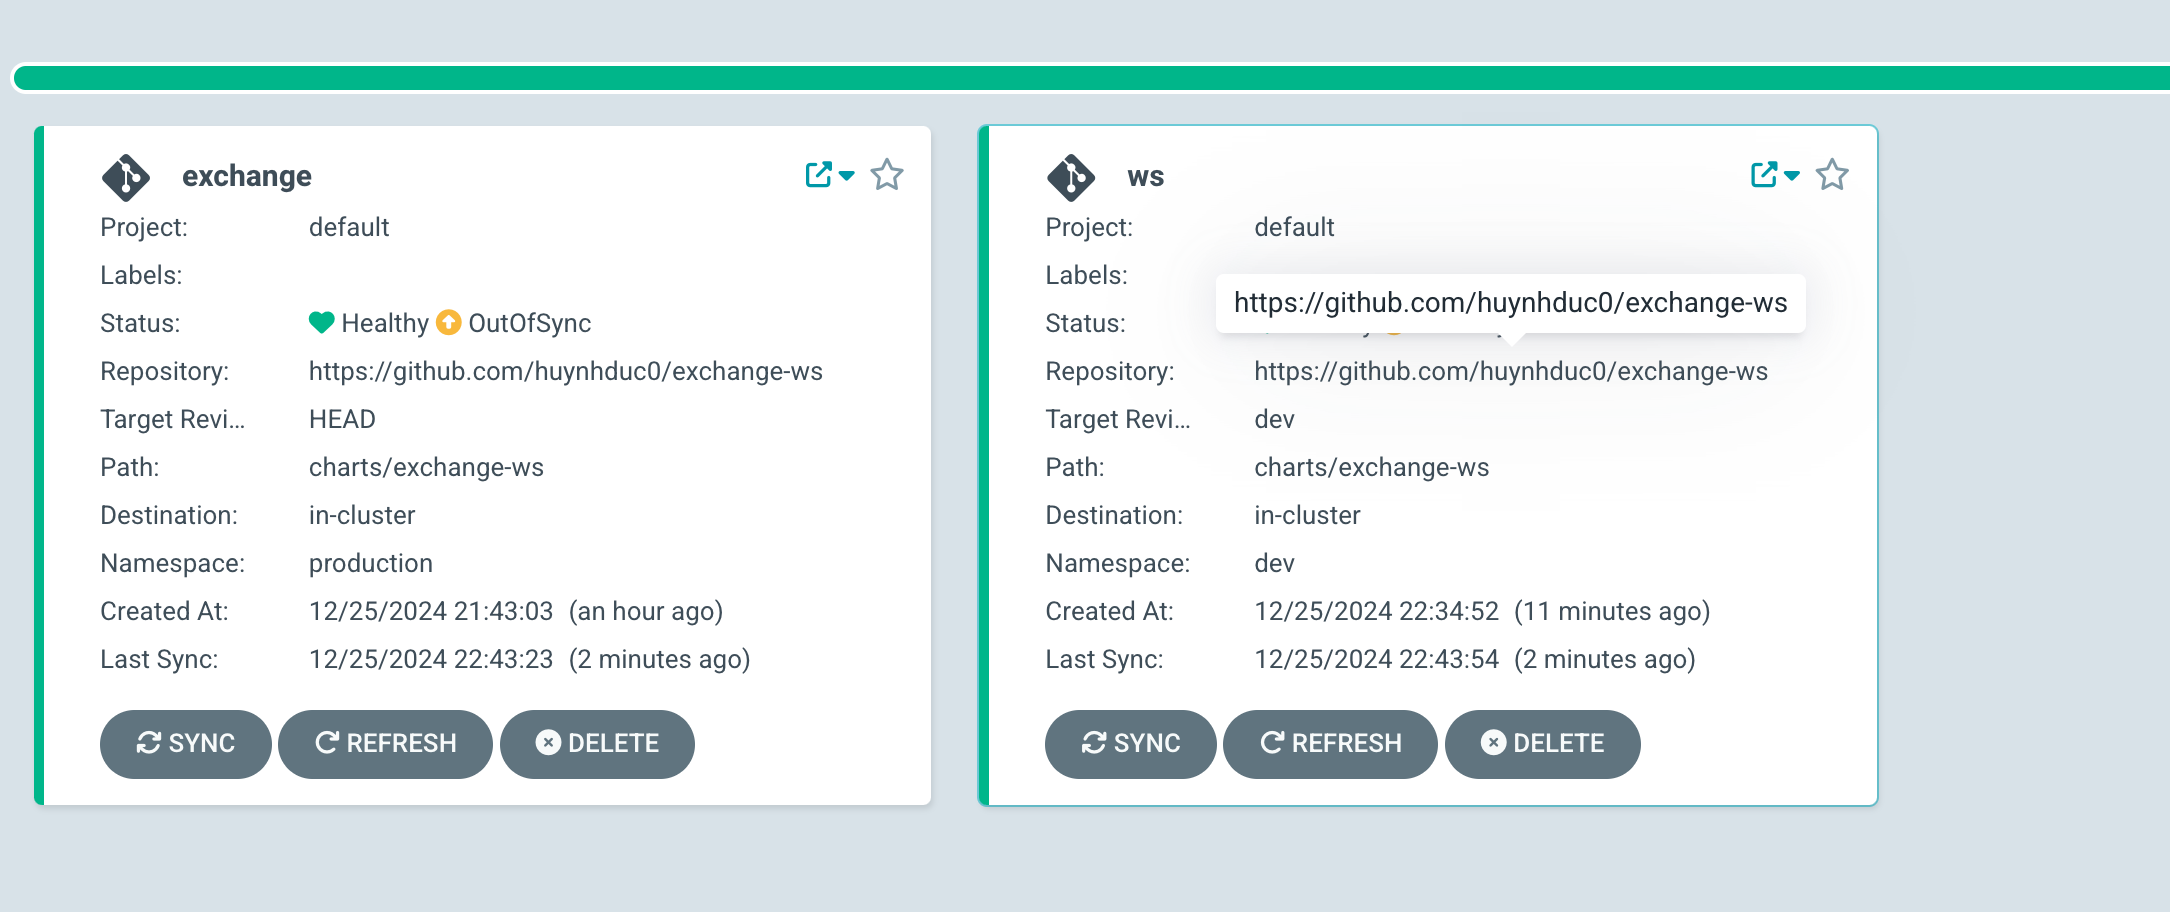 exchange
Project: default
Labels:
Status: Healthy OutOfSync
Repository: https://github.com/huynhduc0/exchange-ws
Target Revi...  HEAD
Path: charts/exchange-ws
Destination: in-cluster
Namespace: production
Created At: 12/25/2024 21:43:03 (an hour ago)
Last Sync: 12/25/2024 22:43:23 (2 minutes ago)
SYNC REFRESH DELETE
ws
Project: default
Labels:
https://github.com/huynhduc0/exchange-ws
Status:
Repository: https://github.com/huynhduc0/exchange-ws
Target Revi... dev
Path: charts/exchange-ws
Destination: in-cluster
Namespace: dev
Created At: 12/25/2024 22:34:52 (11 minutes ago)
Last Sync: 12/25/2024 22:43:54 (2 minutes ago)
SYNC REFRESH DELETE